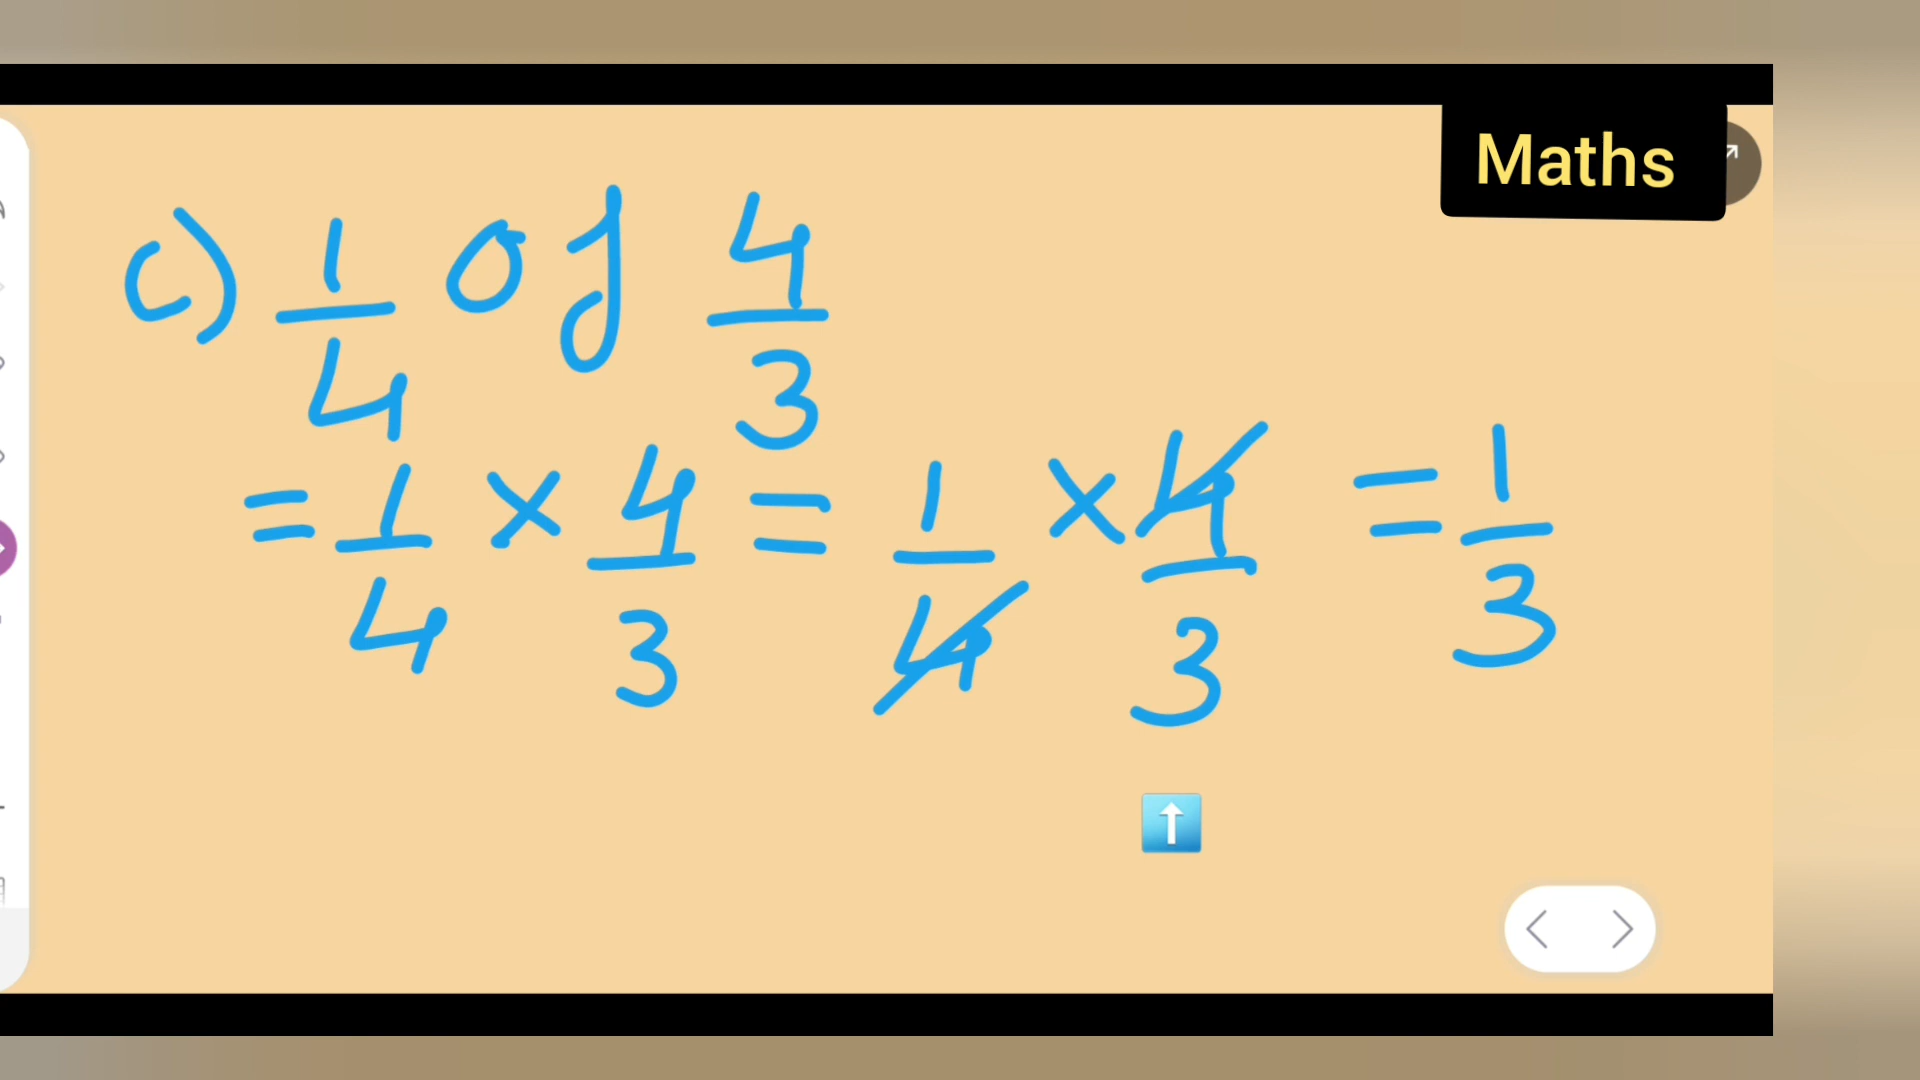 Maths
c) 1/4 of 4/3
= 1/4 × 4/3 = 1/4 × 4/3 = 1/3